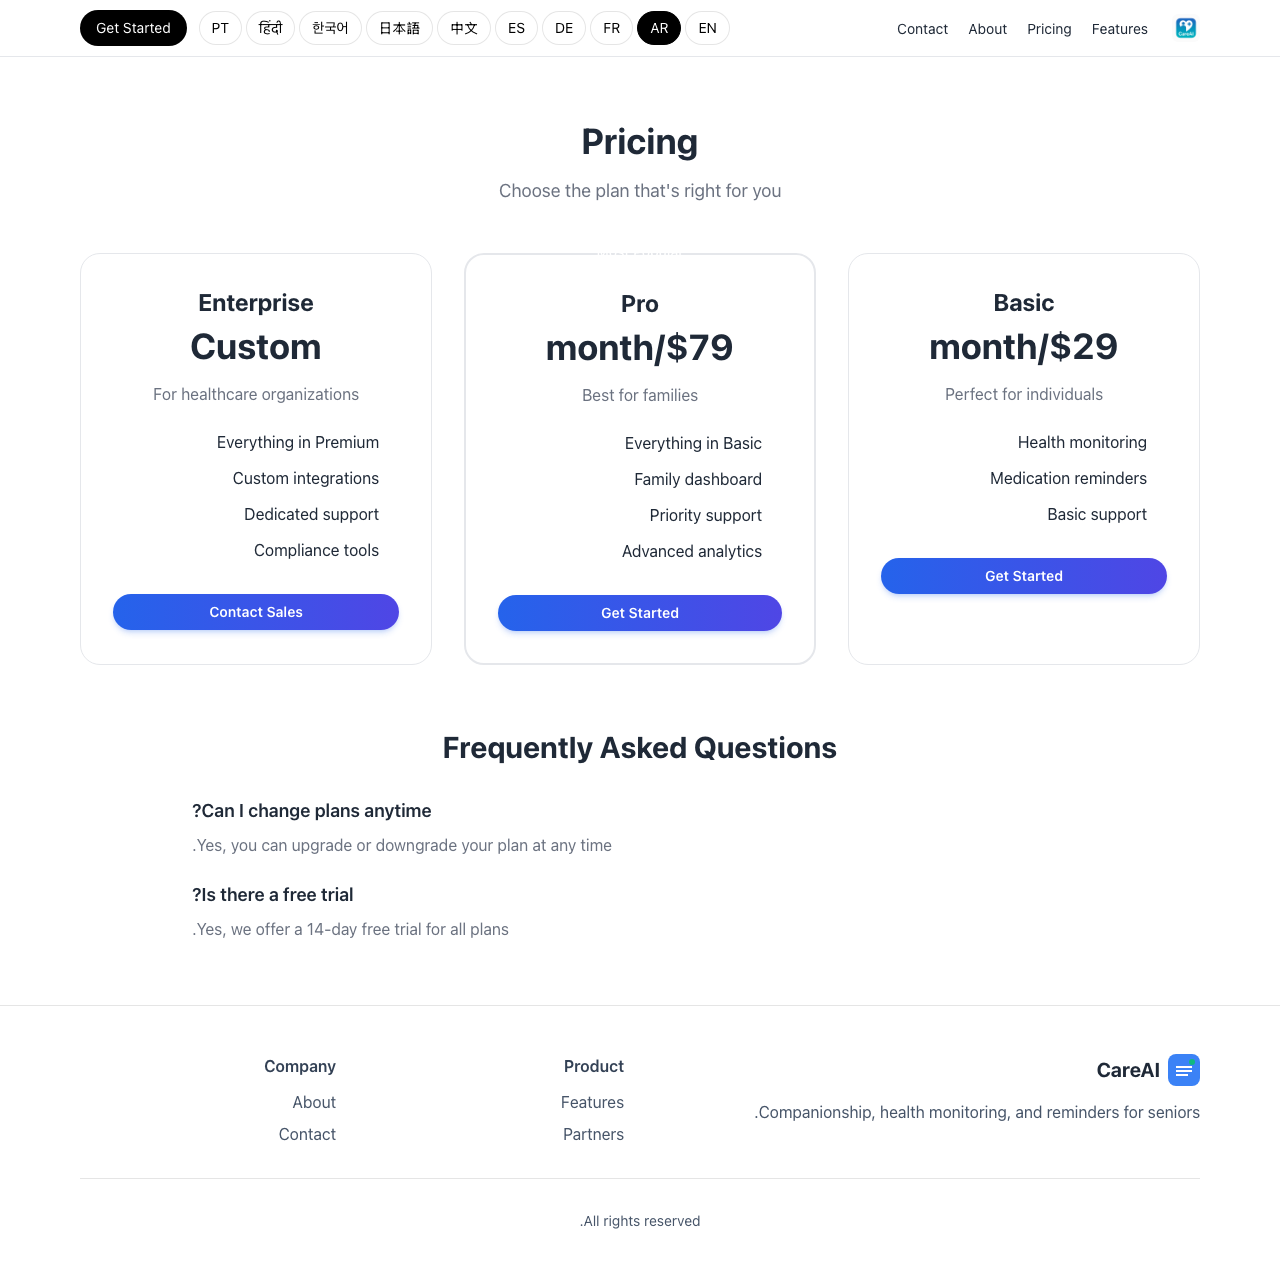 Get Started
PT
हिंदी
한국어
日本語
中文
ES
DE
FR
AR
EN
Contact
About
Pricing
Features
Pricing
Choose the plan that's right for you
Enterprise
Custom
For healthcare organizations
Everything in Premium
Custom integrations
Dedicated support
Compliance tools
Contact Sales
Pro
month/$79
Best for families
Everything in Basic
Family dashboard
Priority support
Advanced analytics
Get Started
Basic
month/$29
Perfect for individuals
Health monitoring
Medication reminders
Basic support
Get Started
Frequently Asked Questions
?Can I change plans anytime
.Yes, you can upgrade or downgrade your plan at any time
?Is there a free trial
.Yes, we offer a 14-day free trial for all plans
Company
About
Contact
Product
Features
Partners
CareAI
.Companionship, health monitoring, and reminders for seniors
.All rights reserved